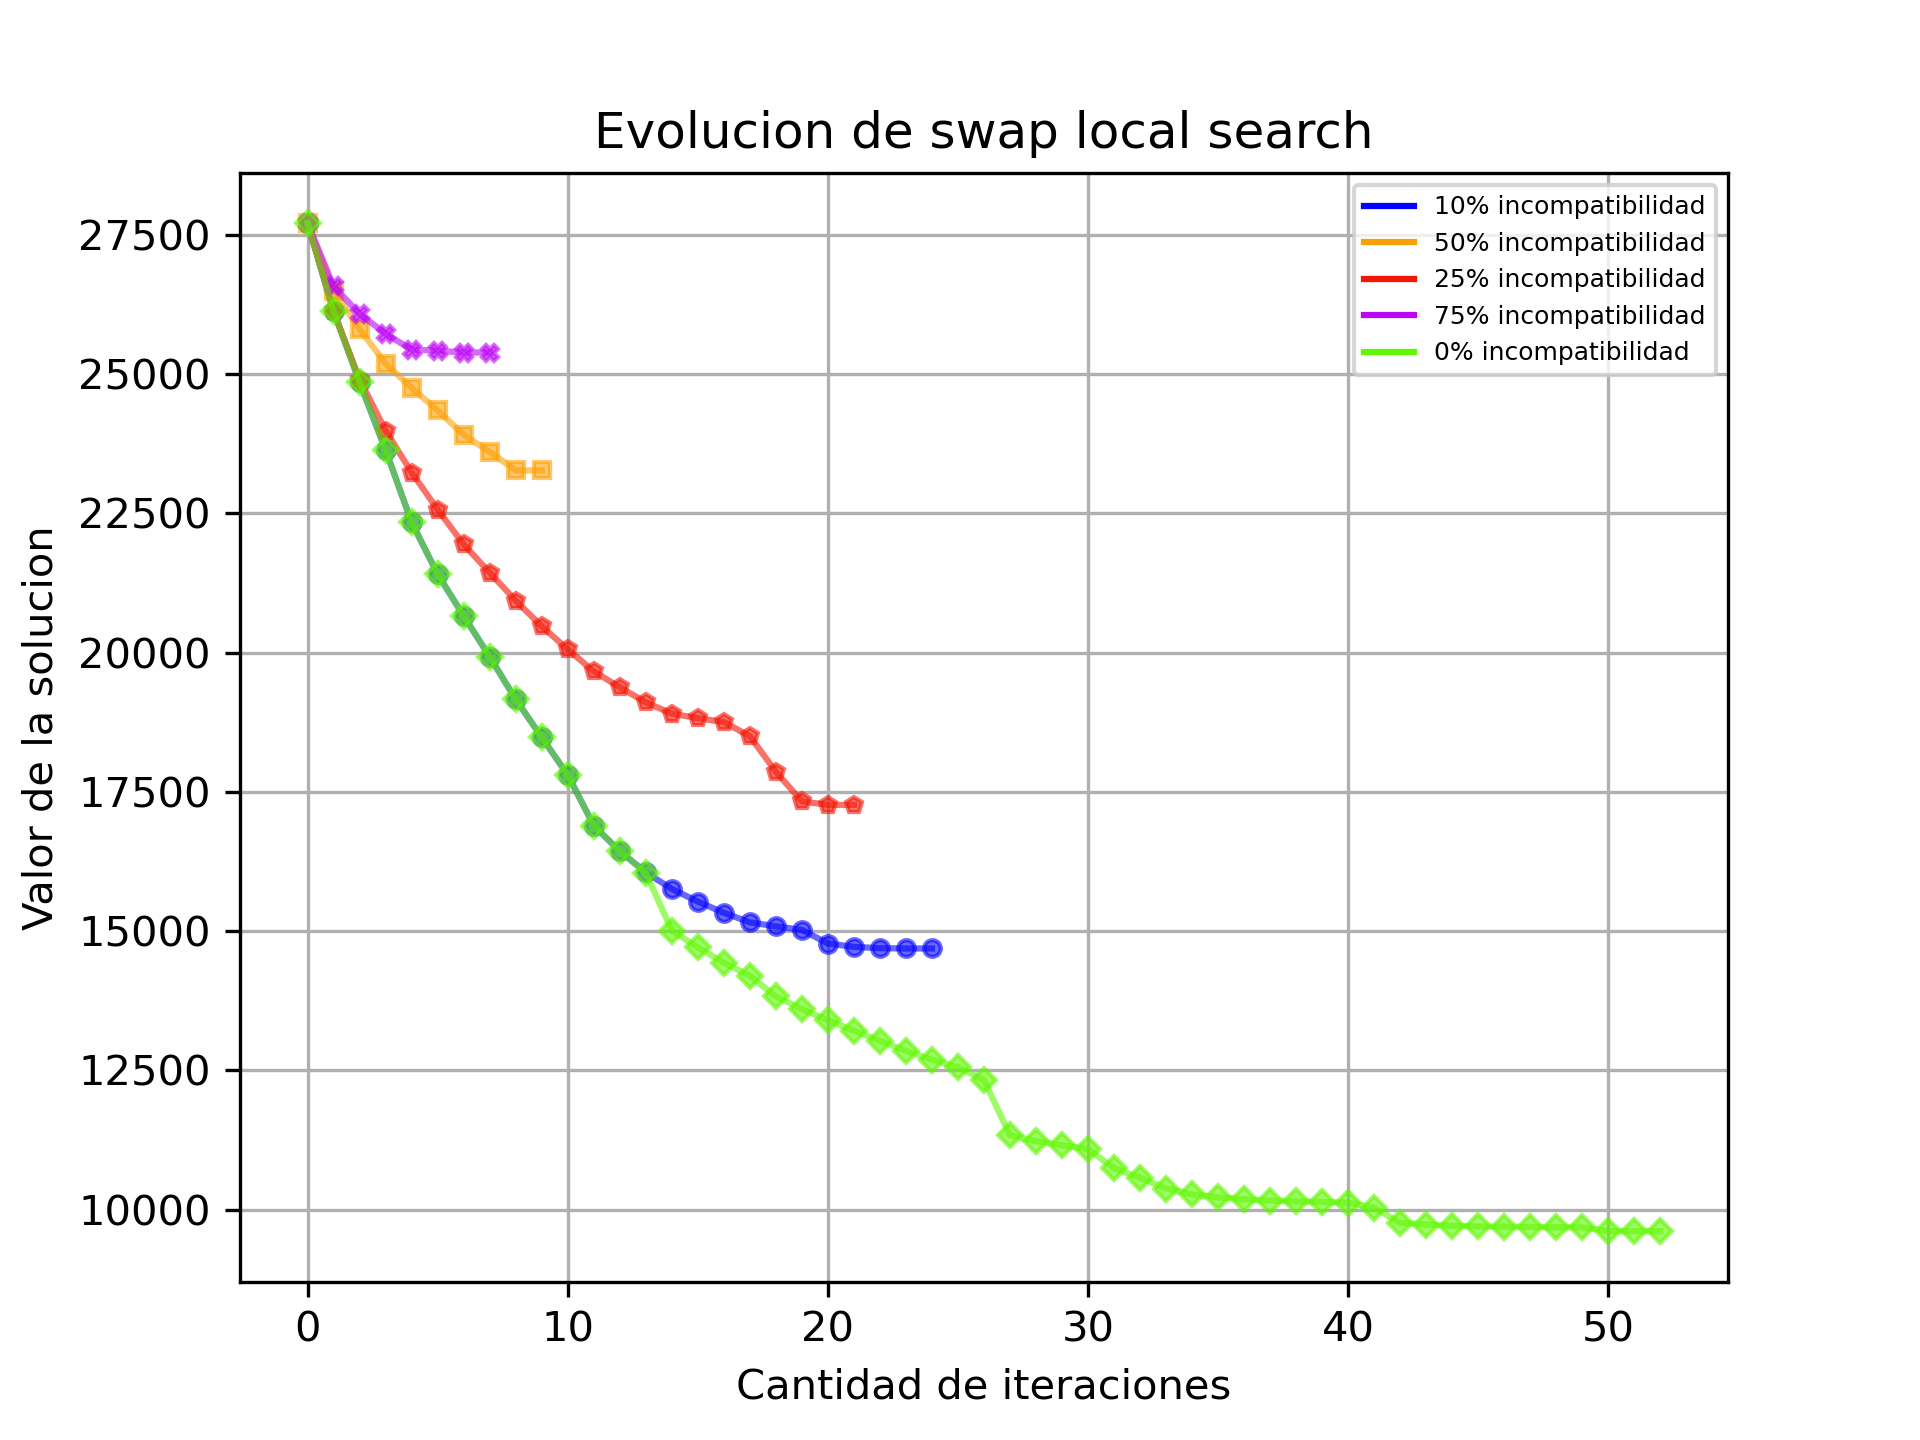 Evolucion de swap local search
10% incompatibilidad
50% incompatibilidad
25% incompatibilidad
75% incompatibilidad
0% incompatibilidad
Valor de la solucion
27500
25000
22500
20000
17500
15000
12500
10000
0 10 20 30 40 50
Cantidad de iteraciones